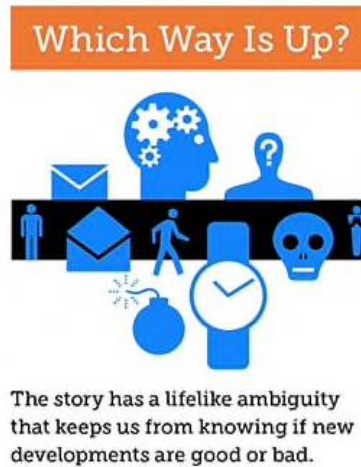 Which Way Is Up?
?
The story has a lifelike ambiguity
that keeps us from knowing if new
developments are good or bad.